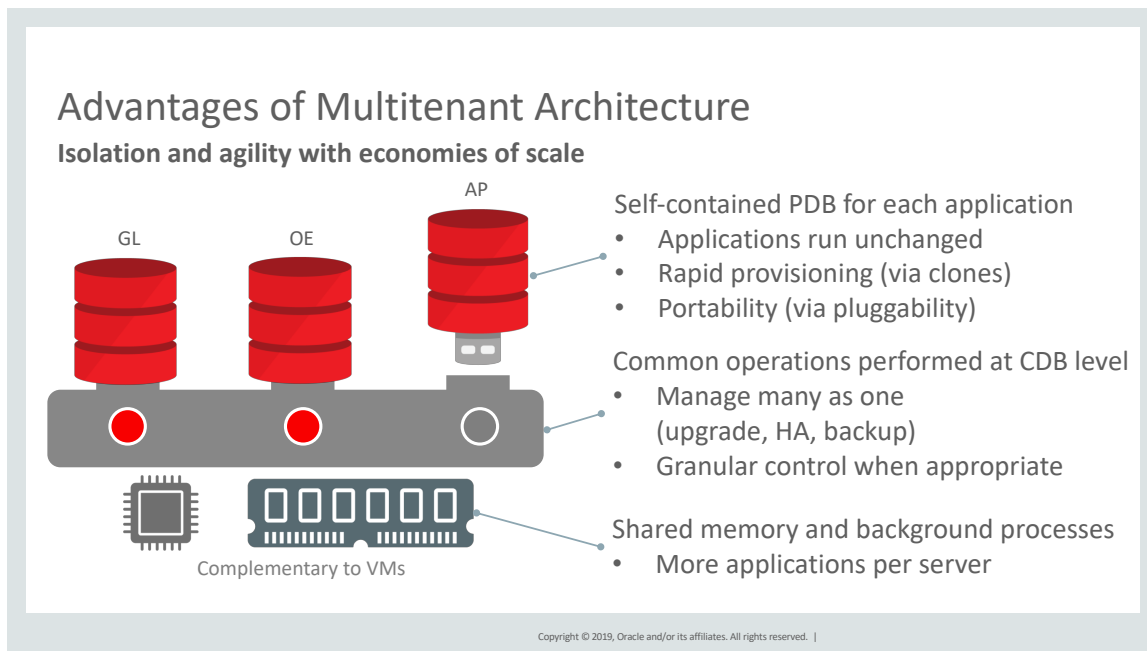 Advantages of Multitenant Architecture
Isolation and agility with economies of scale
GL
OE
AP
Complementary to VMs
Self-contained PDB for each application
• Applications run unchanged
• Rapid provisioning (via clones)
• Portability (via pluggability)
Common operations performed at CDB level
• Manage many as one
(upgrade, HA, backup)
• Granular control when appropriate
Shared memory and background processes
• More applications per server
Copyright © 2019, Oracle and/or its affiliates. All rights reserved. |